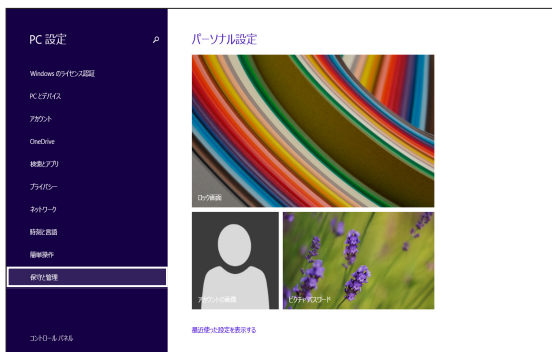 PC 設定
Windows のライセンス認証
PC とデバイス
アカウント
OneDrive
検索とアプリ
プライバシー
ネットワーク
時刻と言語
簡単操作
保守と管理
コントロール パネル
パーソナル設定
ロック画面
アカウントの画像
ピクチャ パスワード
最近使った設定を表示する